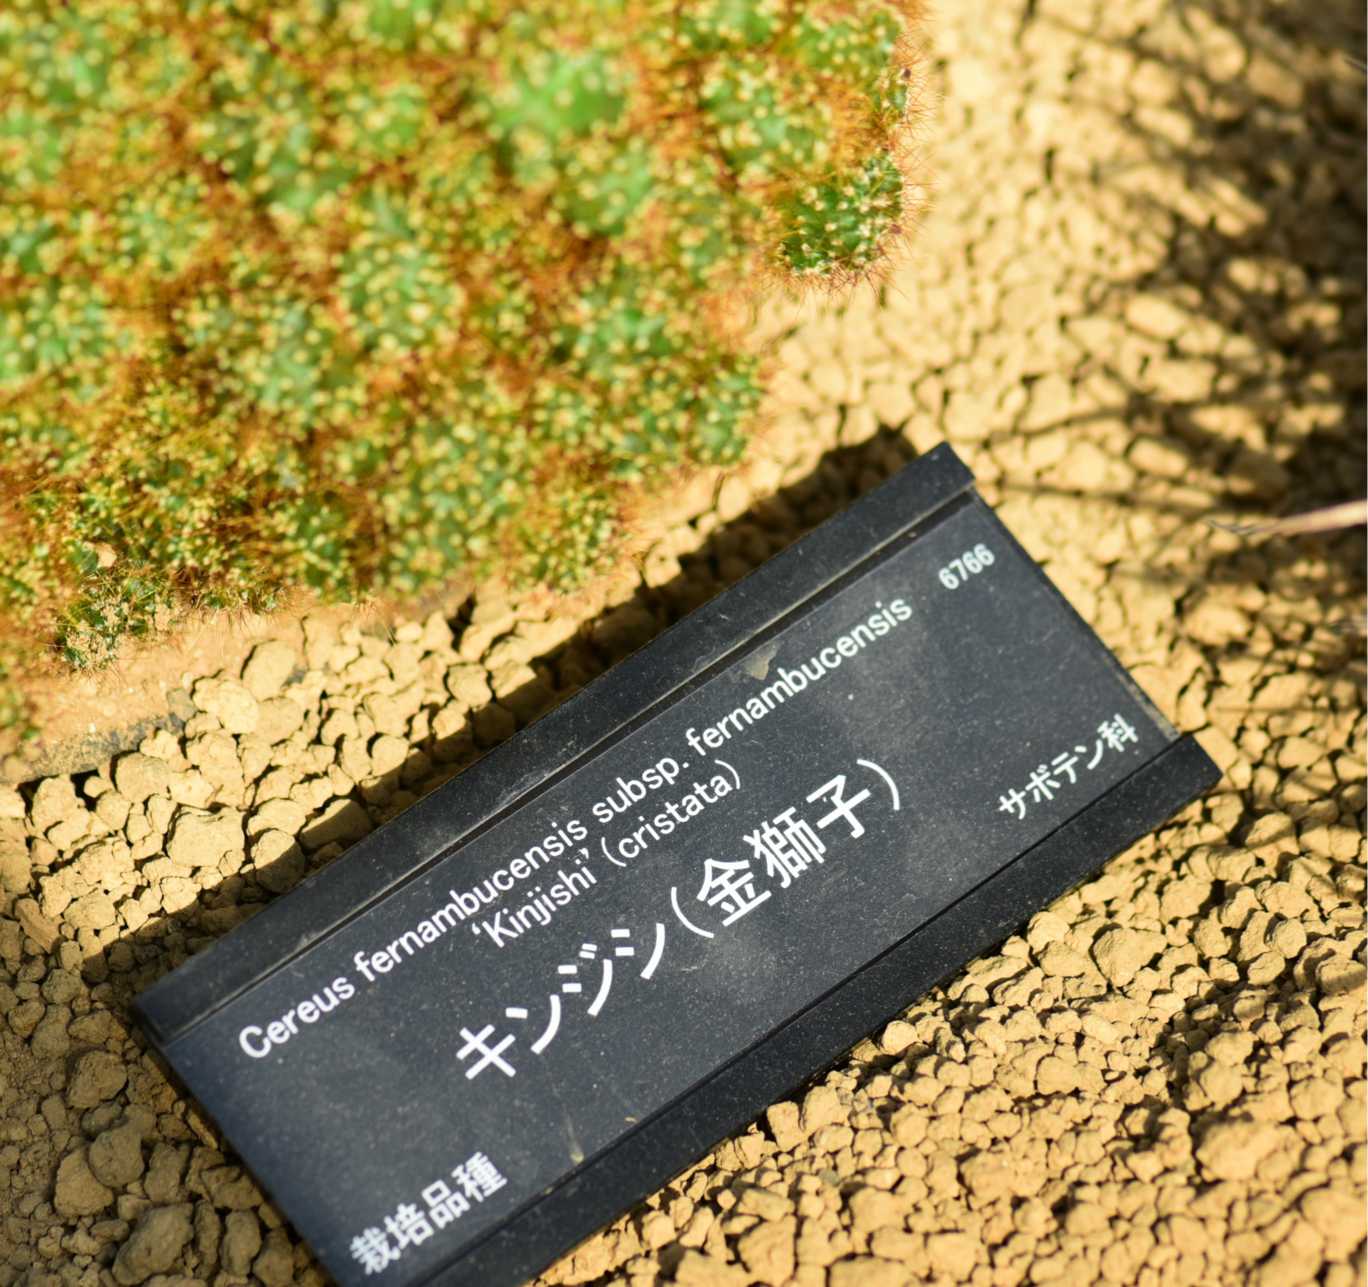 6766
Cereus fernambucensis subsp. fernambucensis
‘Kinjishi’ (cristata)
キンジシ(金獅子)
サボテン科
栽培品種